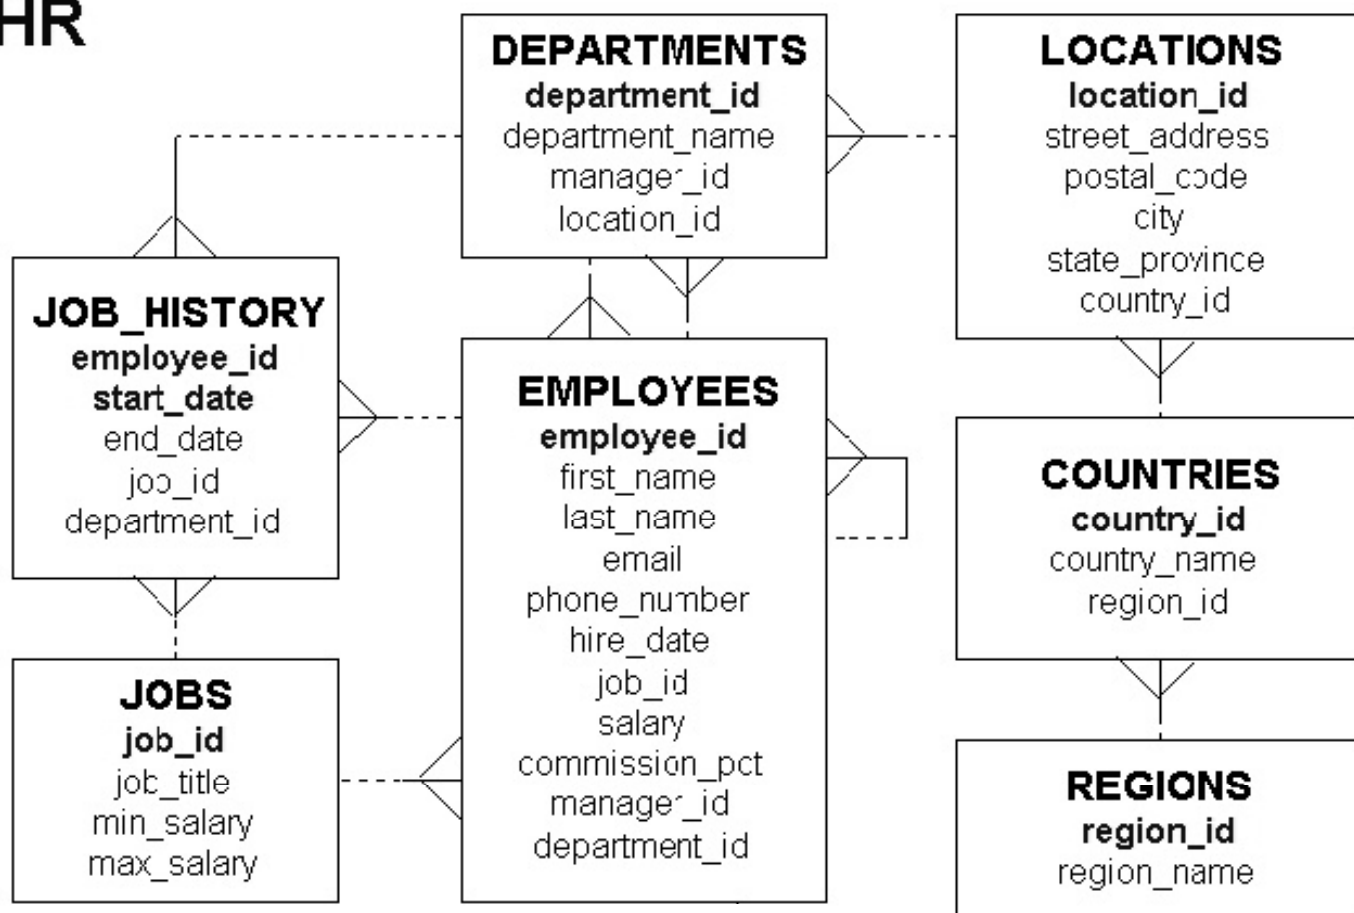 HR
DEPARTMENTS
department_id
department_name
manager_id
location_id
LOCATIONS
location_id
street_address
postal_code
city
state_province
country_id
JOB_HISTORY
employee_id
start_date
end_date
job_id
department_id
EMPLOYEES
employee_id
first_name
last_name
email
phone_number
hire_date
job_id
salary
commission_pct
manager_id
department_id
COUNTRIES
country_id
country_name
region_id
JOBS
job_id
job_title
min_salary
max_salary
REGIONS
region_id
region_name